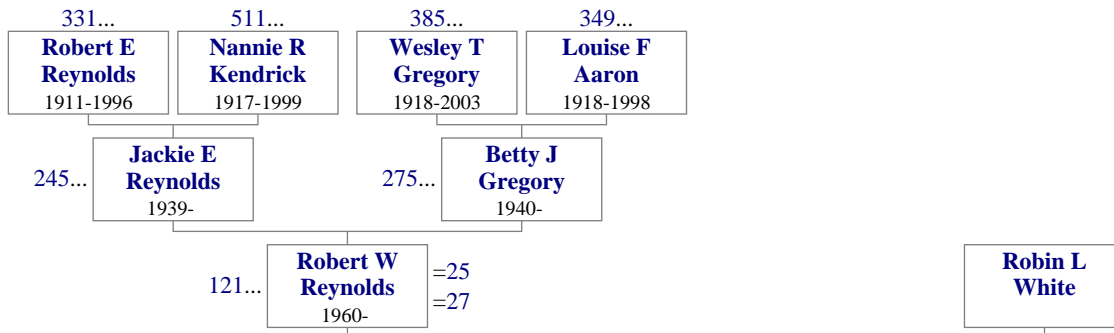 331... 511... 385... 349...
Robert E Nannie R Wesley T Louise F
Reynolds Kendrick Gregory Aaron
1911-1996 1917-1999 1918-2003 1918-1998
Jackie E Betty J
245... Reynolds 275... Gregory
1939- 1940-
Robert W =25 Robin L
121... Reynolds =27 White
1960-